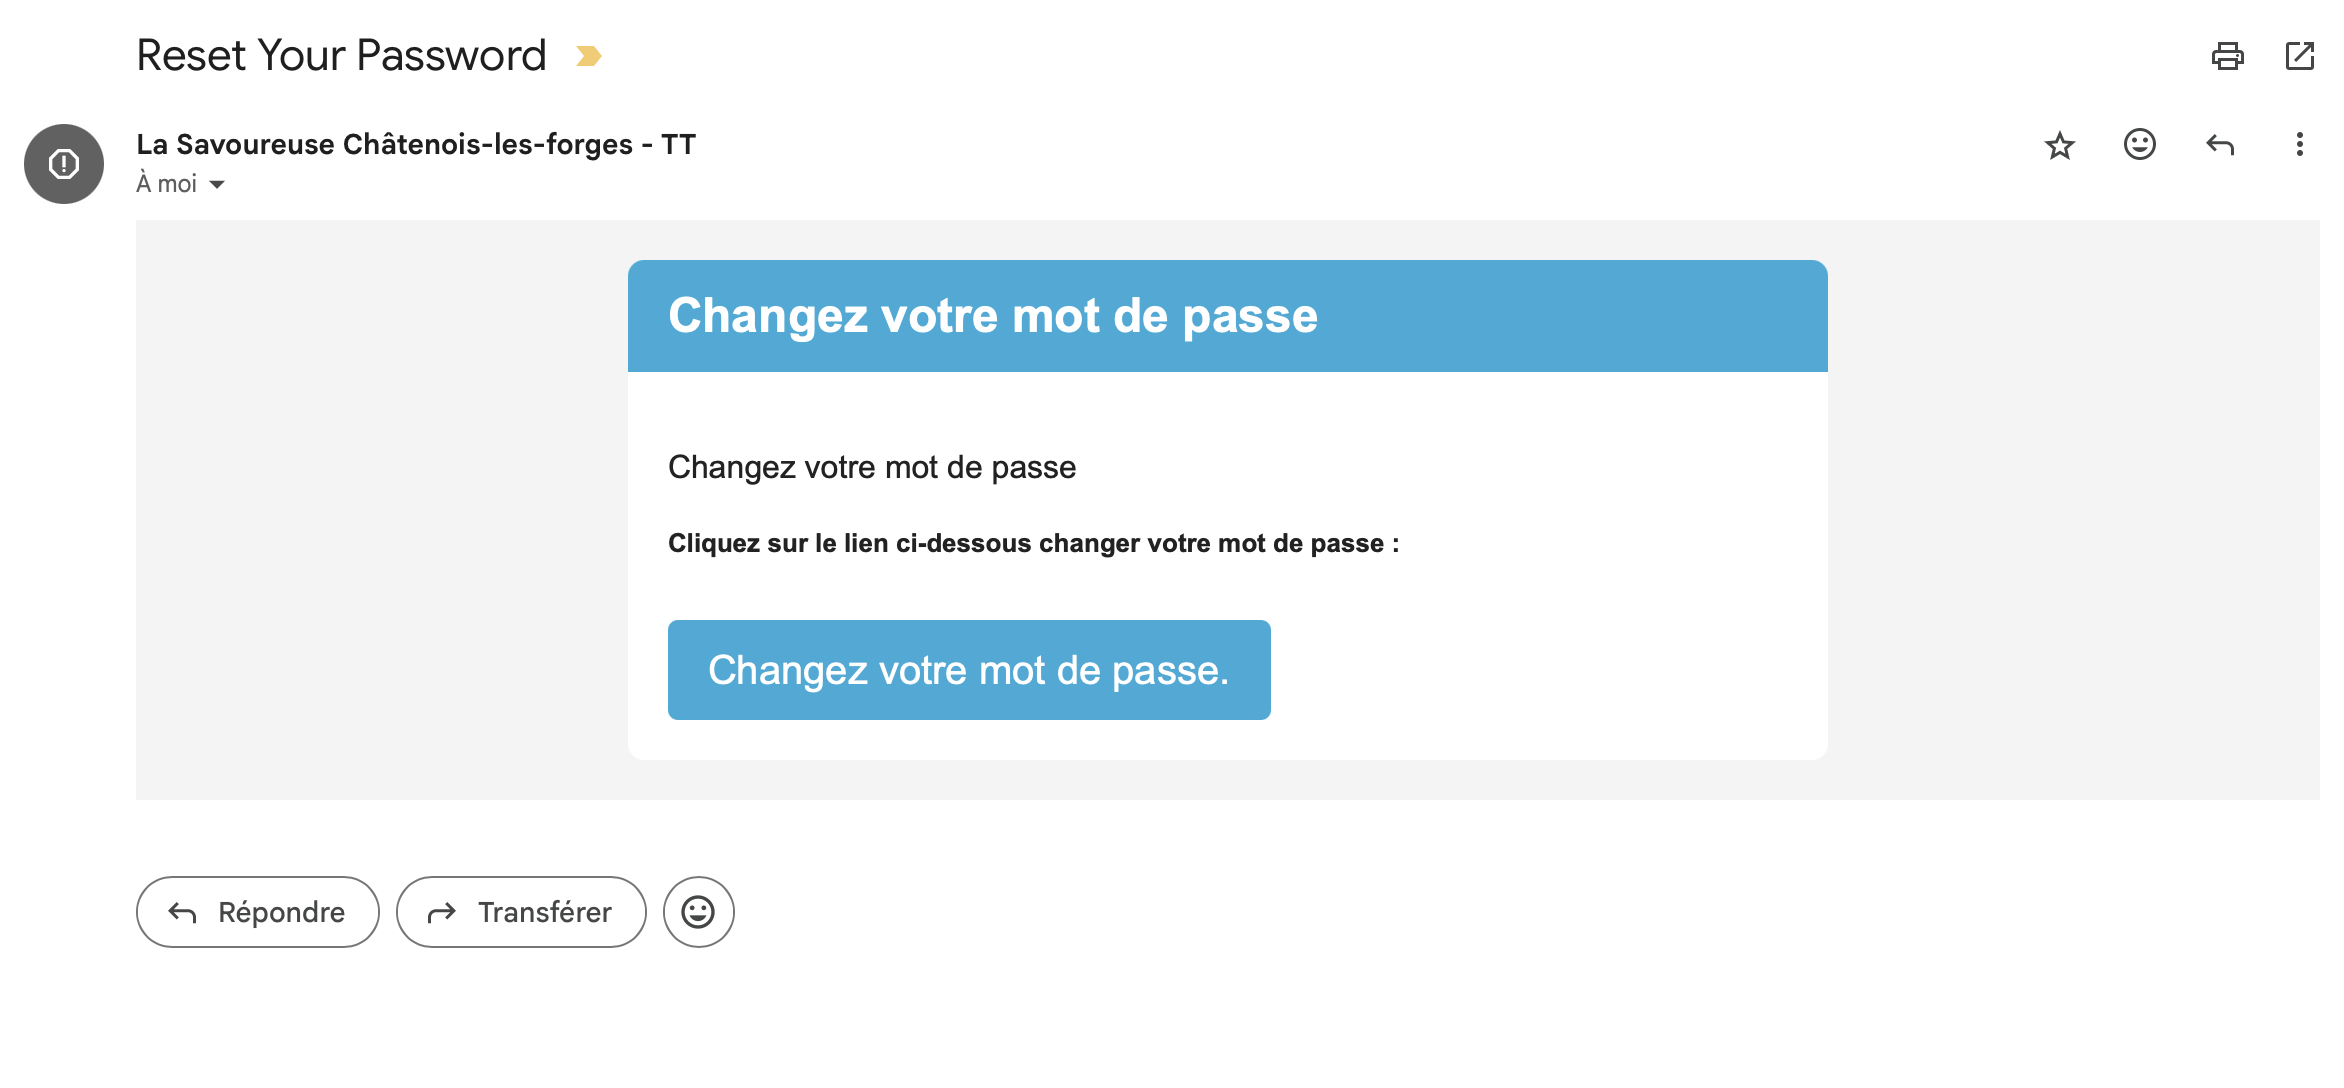 Reset Your Password
La Savoureuse Châtenois-les-forges - TT
À moi
Changez votre mot de passe
Changez votre mot de passe
Cliquez sur le lien ci-dessous changer votre mot de passe :
Changez votre mot de passe.
Répondre
Transférer